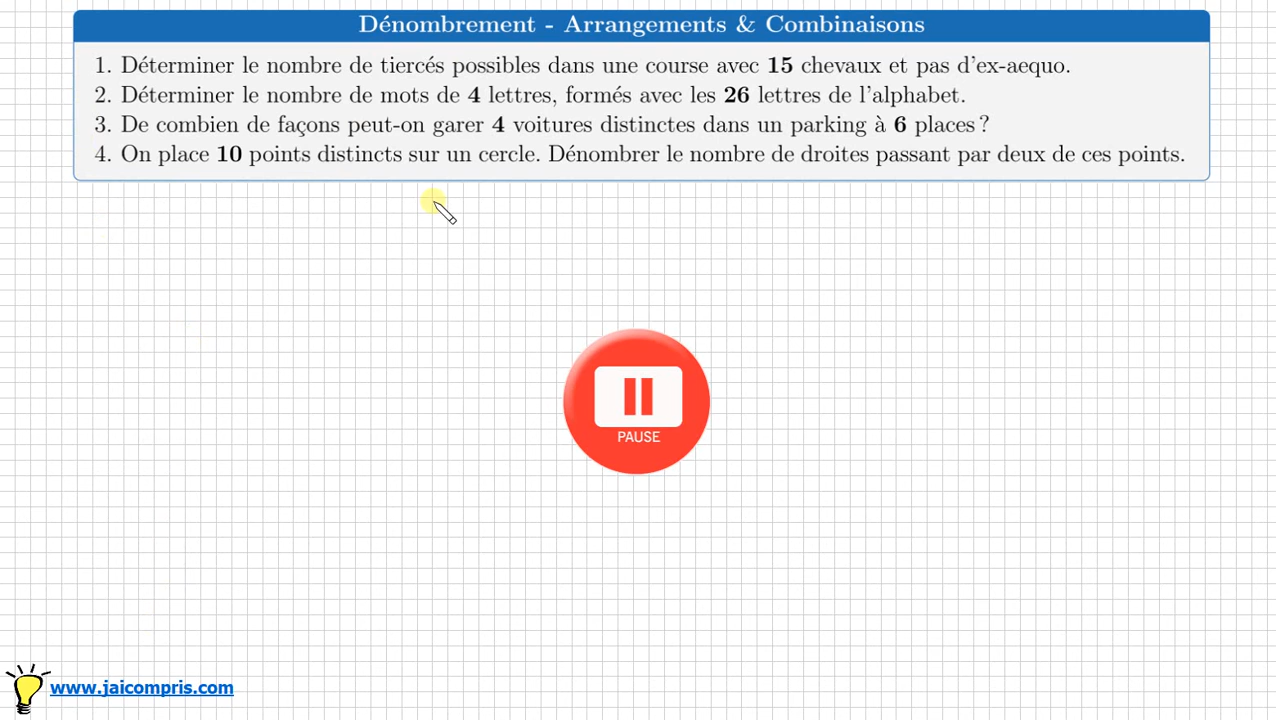 Dénombrement - Arrangements & Combinaisons
1. Déterminer le nombre de tiercés possibles dans une course avec 15 chevaux et pas d'ex-aequo.
2. Déterminer le nombre de mots de 4 lettres, formés avec les 26 lettres de l'alphabet.
3. De combien de façons peut-on garer 4 voitures distinctes dans un parking à 6 places ?
4. On place 10 points distincts sur un cercle. Dénombrer le nombre de droites passant par deux de ces points.
PAUSE
www.jaicompris.com